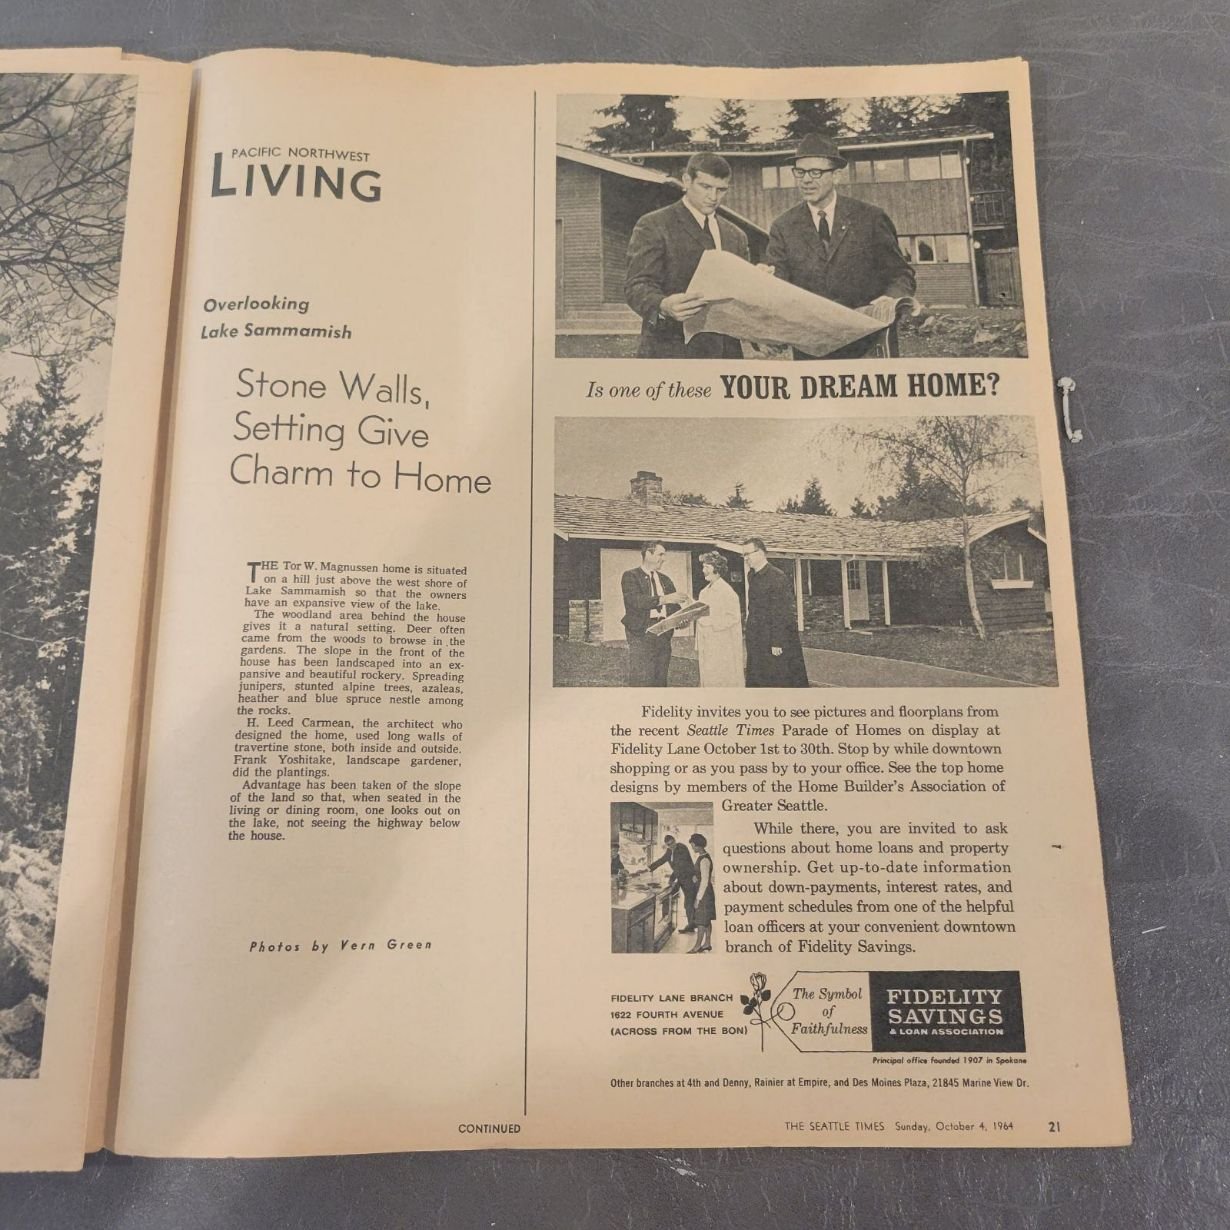 PACIFIC NORTHWEST
LIVING
Overlooking
Lake Sammamish
Stone Walls,
Setting Give
Charm to Home
THE Tor W. Magnussen home is situated
on a hill just above the west shore of
Lake Sammamish so that the owners
have an expansive view of the lake.
The woodland area behind the house
gives it a natural setting. Deer often
came from the woods to browse in the
gardens. The slope in the front of the
house has been landscaped into an ex-
pansive and beautiful rockery. Spreading
junipers, stunted alpine trees, azaleas,
heather and blue spruce nestle among
the rocks.
H. Leed Carmean, the architect who
designed the home, used long walls of
travertine stone, both inside and outside.
Frank Yoshitake, landscape gardener,
did the plantings.
Advantage has been taken of the slope
of the land so that, when seated in the
living or dining room, one looks out on
the lake, not seeing the highway below
the house.
Photos by Vern Green
CONTINUED
Is one of these YOUR DREAM HOME?
Fidelity invites you to see pictures and floorplans from
the recent Seattle Times Parade of Homes on display at
Fidelity Lane October 1st to 30th. Stop by while downtown
shopping or as you pass by to your office. See the top home
designs by members of the Home Builder's Association of
Greater Seattle.
While there, you are invited to ask
questions about home loans and property
ownership. Get up-to-date information
about down-payments, interest rates, and
payment schedules from one of the helpful
loan officers at your convenient downtown
branch of Fidelity Savings.
FIDELITY LANE BRANCH
1622 FOURTH AVENUE
(ACROSS FROM THE BON)
The Symbol
of
Faithfulness
FIDELITY
SAVINGS
& LOAN ASSOCIATION
Principal office founded 1907 in Spokane
Other branches at 4th and Denny, Rainier at Empire, and Des Moines Plaza, 21845 Marine View Dr.
THE SEATTLE TIMES Sunday, October 4, 1964 21